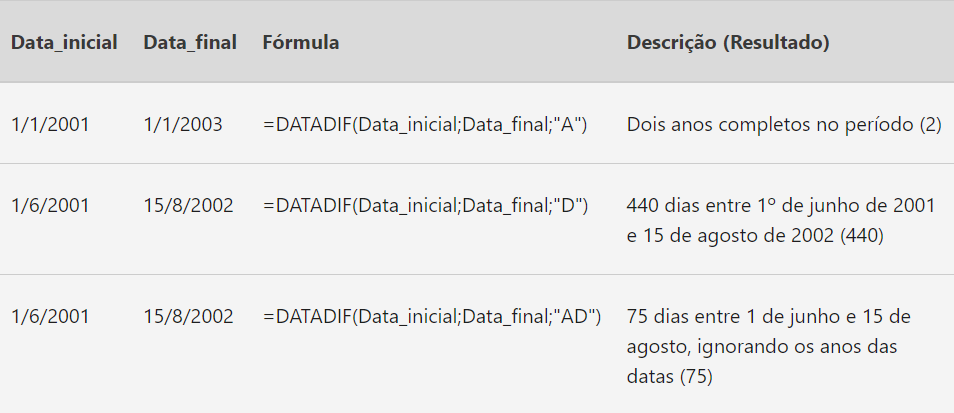 Data_inicial Data_final Fórmula Descrição (Resultado)
1/1/2001 1/1/2003 =DATADIF(Data_inicial;Data_final;"A") Dois anos completos no período (2)
1/6/2001 15/8/2002 =DATADIF(Data_inicial;Data_final;"D") 440 dias entre 1º de junho de 2001
e 15 de agosto de 2002 (440)
1/6/2001 15/8/2002 =DATADIF(Data_inicial;Data_final;"AD") 75 dias entre 1 de junho e 15 de
agosto, ignorando os anos das
datas (75)